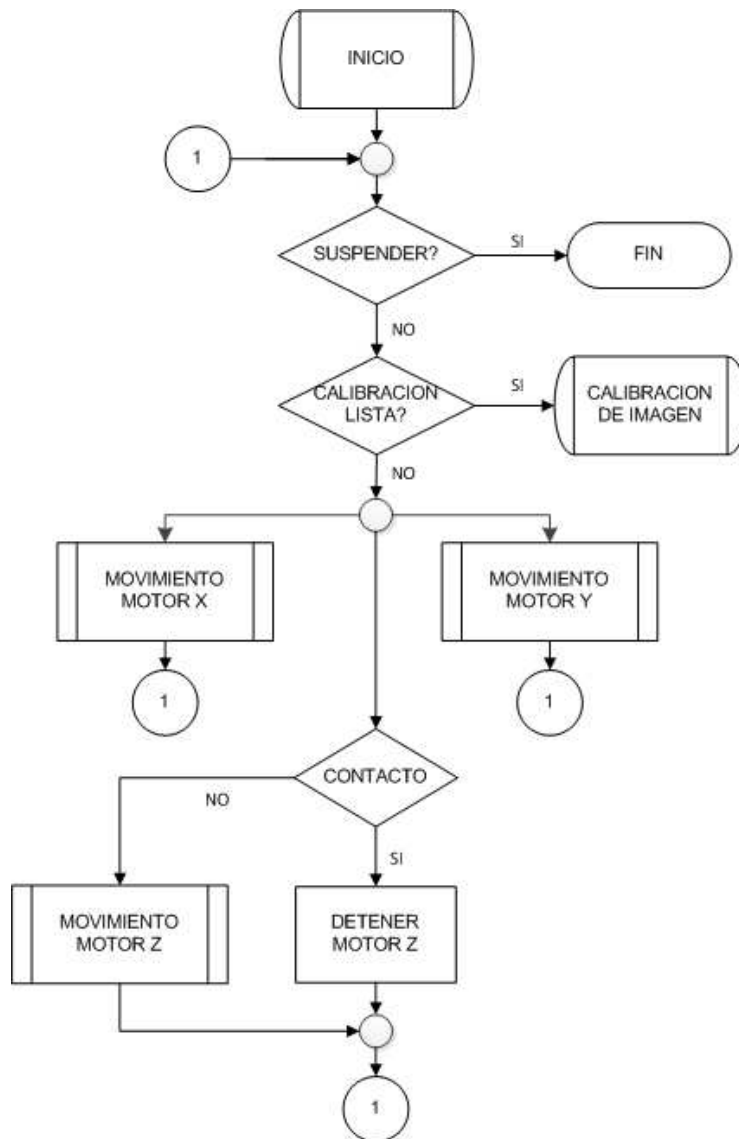 INICIO
1
SUSPENDER?
SI
FIN
NO
CALIBRACION
LISTA?
SI
CALIBRACION
DE IMAGEN
NO
MOVIMIENTO
MOTOR X
MOVIMIENTO
MOTOR Y
1
1
CONTACTO
NO
SI
MOVIMIENTO
MOTOR Z
DETENER
MOTOR Z
1